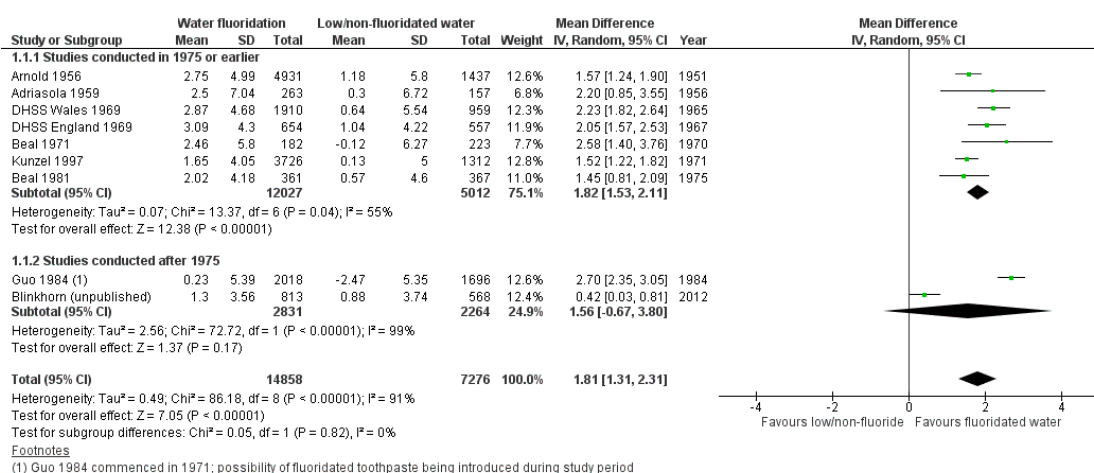 Water fluoridation Low/non-fluoridated water Mean Difference Mean Difference
Study or Subgroup Mean SD Total Mean SD Total Weight IV, Random, 95% CI Year IV, Random, 95% CI
1.1.1 Studies conducted in 1975 or earlier
Arnold 1956 2.75 4.99 4931 1.18 5.8 1437 12.6% 1.57 [1.24, 1.90] 1951
Adriasola 1959 2.5 7.04 263 0.3 6.72 157 6.8% 2.20 [0.85, 3.55] 1956
DHSS Wales 1969 2.87 4.68 1910 0.64 5.54 959 12.3% 2.23 [1.82, 2.64] 1965
DHSS England 1969 3.09 4.3 654 1.04 4.22 557 11.9% 2.05 [1.57, 2.53] 1967
Beal 1971 2.46 5.8 182 -0.12 6.27 223 7.7% 2.58 [1.40, 3.76] 1970
Kunzel 1997 1.65 4.05 3726 0.13 5 1312 12.8% 1.52 [1.22, 1.82] 1971
Beal 1981 2.02 4.18 361 0.57 4.6 367 11.0% 1.45 [0.81, 2.09] 1975
Subtotal (95% CI) 12027 5012 75.1% 1.82 [1.53, 2.11]
Heterogeneity: Tau² = 0.07; Chi² = 13.37, df = 6 (P = 0.04); I² = 55%
Test for overall effect: Z = 12.38 (P < 0.00001)
1.1.2 Studies conducted after 1975
Guo 1984 (1) 0.23 5.39 2018 -2.47 5.35 1696 12.6% 2.70 [2.35, 3.05] 1984
Blinkhorn (unpublished) 1.3 3.56 813 0.88 3.74 568 12.4% 0.42 [0.03, 0.81] 2012
Subtotal (95% CI) 2831 2264 24.9% 1.56 [-0.67, 3.80]
Heterogeneity: Tau² = 2.56; Chi² = 72.72, df = 1 (P < 0.00001); I² = 99%
Test for overall effect: Z = 1.37 (P = 0.17)
Total (95% CI) 14858 7276 100.0% 1.81 [1.31, 2.31]
Heterogeneity: Tau² = 0.49; Chi² = 86.18, df = 8 (P < 0.00001); I² = 91%
Test for overall effect: Z = 7.05 (P < 0.00001)
Test for subgroup differences: Chi² = 0.05, df = 1 (P = 0.82), I² = 0%
-4 -2 0 2 4
Favours low/non-fluoride Favours fluoridated water
Footnotes
(1) Guo 1984 commenced in 1971; possibility of fluoridated toothpaste being introduced during study period